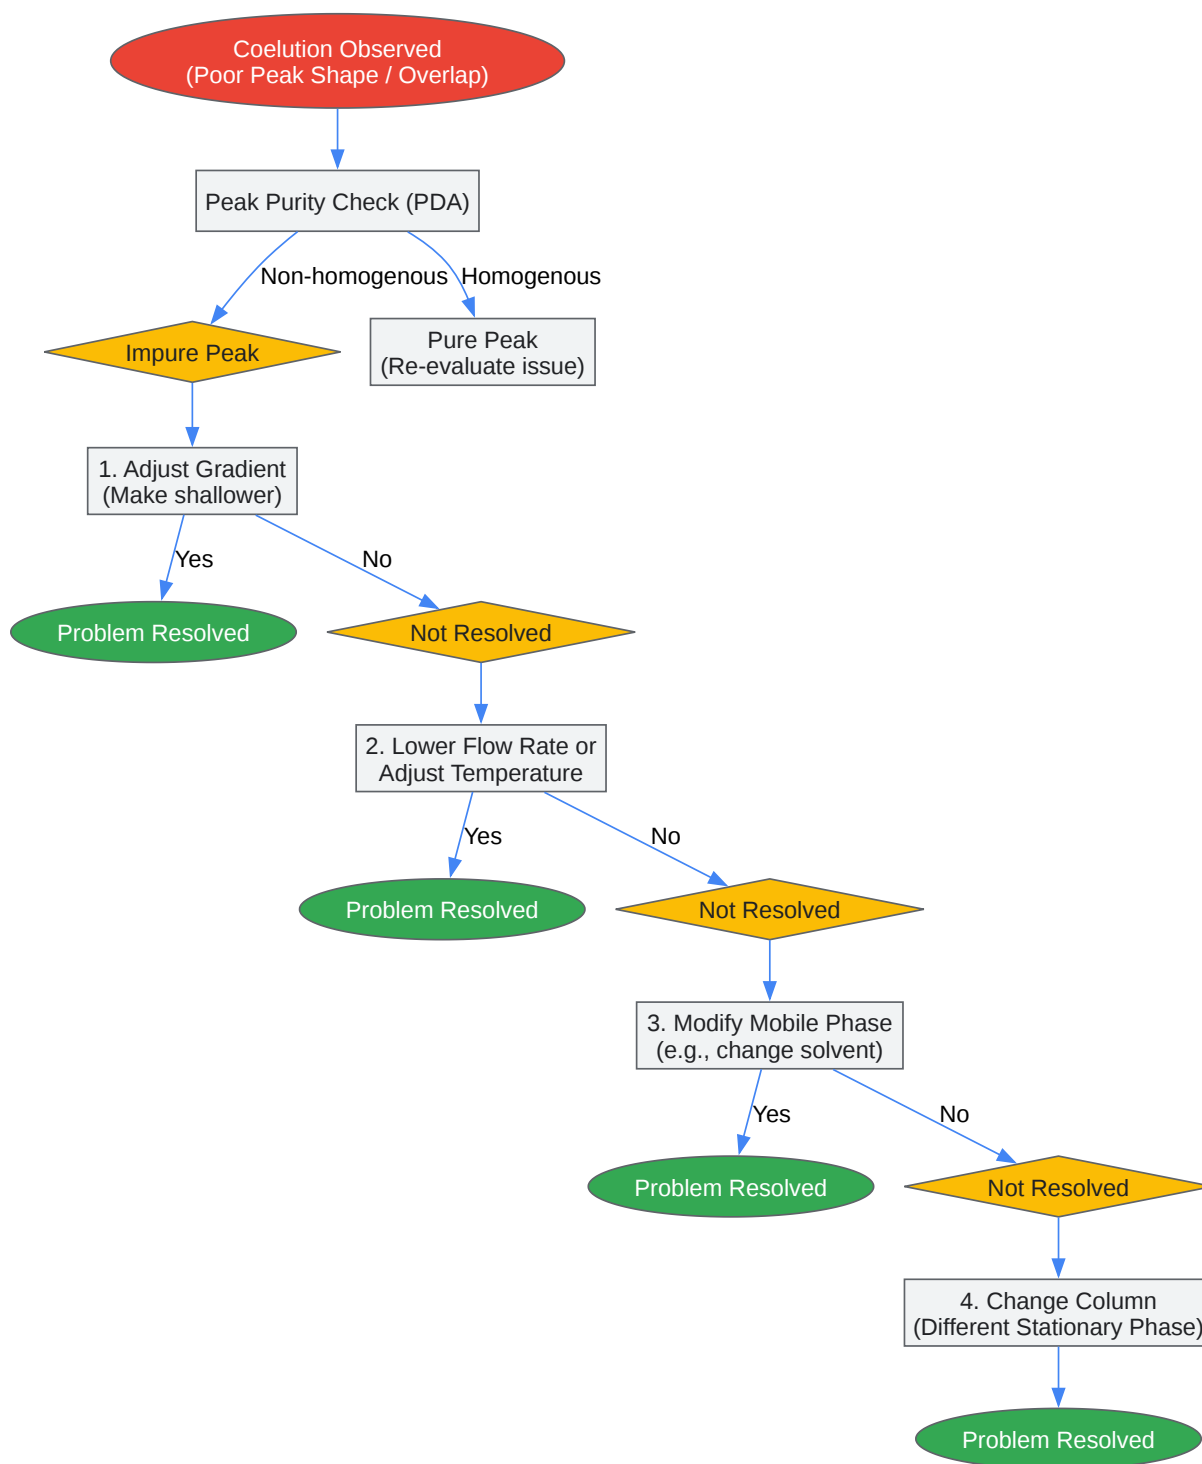 Coelution Observed
(Poor Peak Shape / Overlap)
Peak Purity Check (PDA)
Non-homogenous
Homogenous
Impure Peak
Pure Peak
(Re-evaluate issue)
1. Adjust Gradient
(Make shallower)
Yes
No
Problem Resolved
Not Resolved
2. Lower Flow Rate or
Adjust Temperature
Yes
No
Problem Resolved
Not Resolved
3. Modify Mobile Phase
(e.g., change solvent)
Yes
No
Problem Resolved
Not Resolved
4. Change Column
(Different Stationary Phase)
Problem Resolved